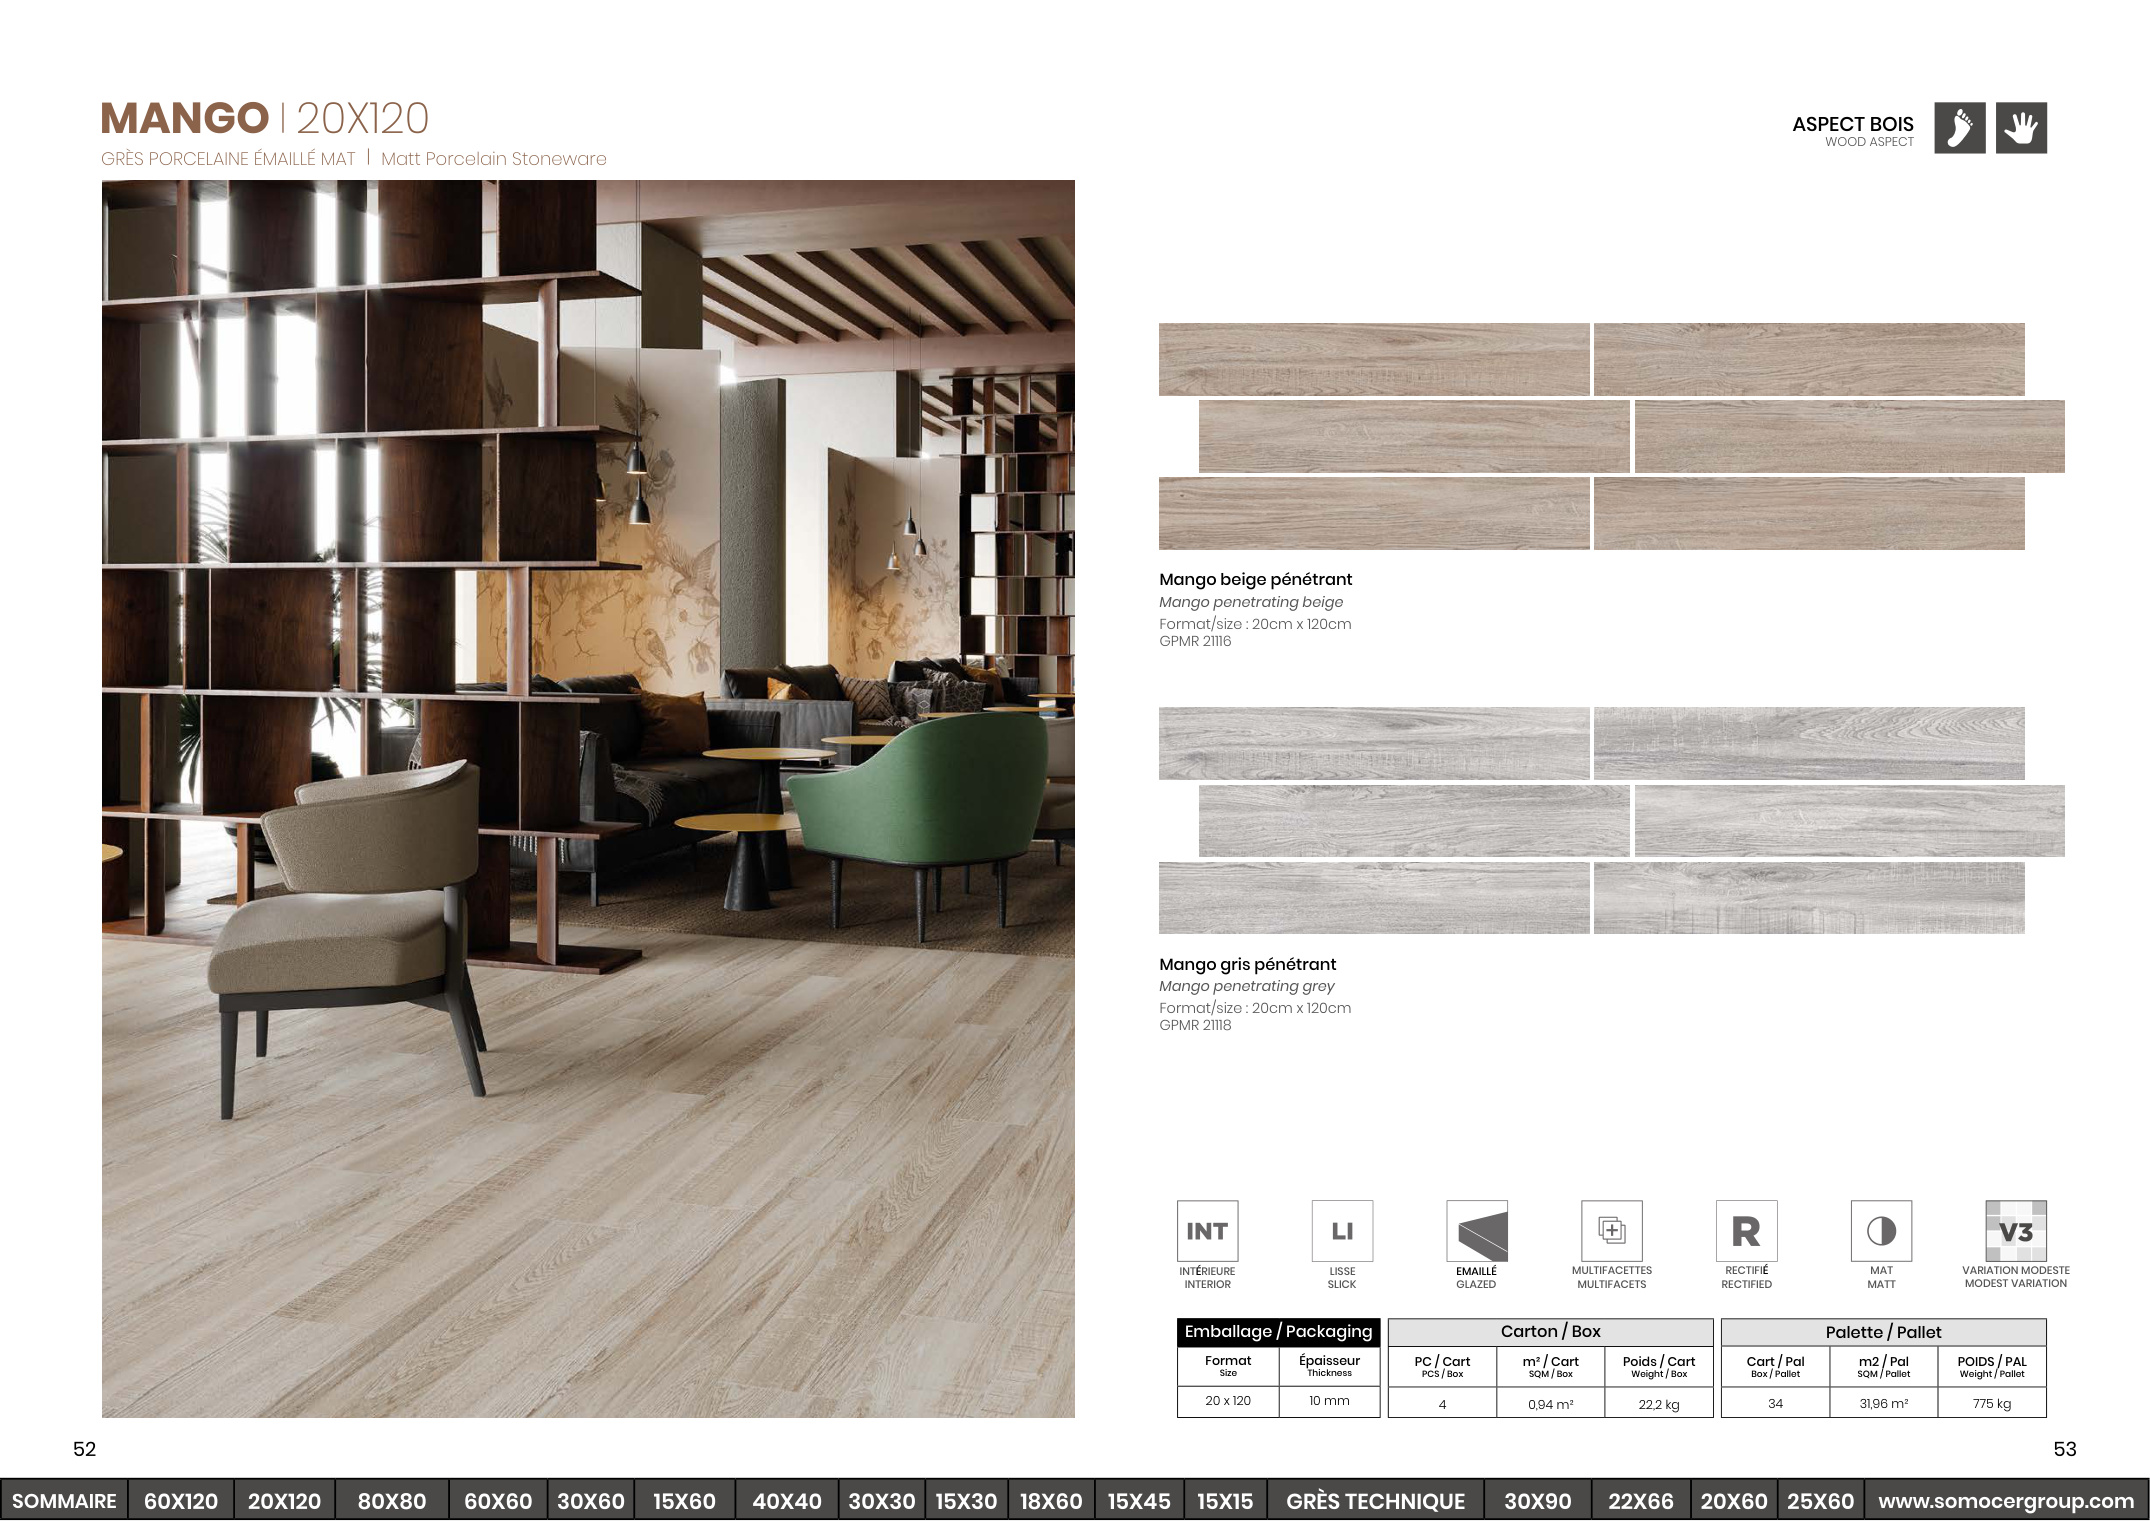 MANGO | 20X120
GRÈS PORCELAINE ÉMAILLÉ MAT | Matt Porcelain Stoneware
ASPECT BOIS
WOOD ASPECT
Mango beige pénétrant
Mango penetrating beige
Format/size : 20cm x 120cm
GPMR 21116
Mango gris pénétrant
Mango penetrating grey
Format/size : 20cm x 120cm
GPMR 21118
INT
INTÉRIEURE
INTERIOR
LI
LISSE
SLICK
EMAILLÉ
GLAZED
MULTIFACETTES
MULTIFACETS
R
RECTIFIÉ
RECTIFIED
MAT
MATT
V3
VARIATION MODESTE
MODEST VARIATION
Emballage / Packaging
Format
Size
Épaisseur
Thickness
20 x 120
10 mm
Carton / Box
PC / Cart
PCS / Box
m² / Cart
SQM / Box
Poids / Cart
Weight / Box
4
0,94 m²
22,2 kg
Palette / Pallet
Cart / Pal
Box / Pallet
m2 / Pal
SQM / Pallet
POIDS / PAL
Weight / Pallet
34
31,96 m²
775 kg
52
53
SOMMAIRE 60X120 20X120 80X80 60X60 30X60 15X60 40X40 30X30 15X30 18X60 15X45 15X15 GRÈS TECHNIQUE 30X90 22X66 20X60 25X60 www.somocergroup.com